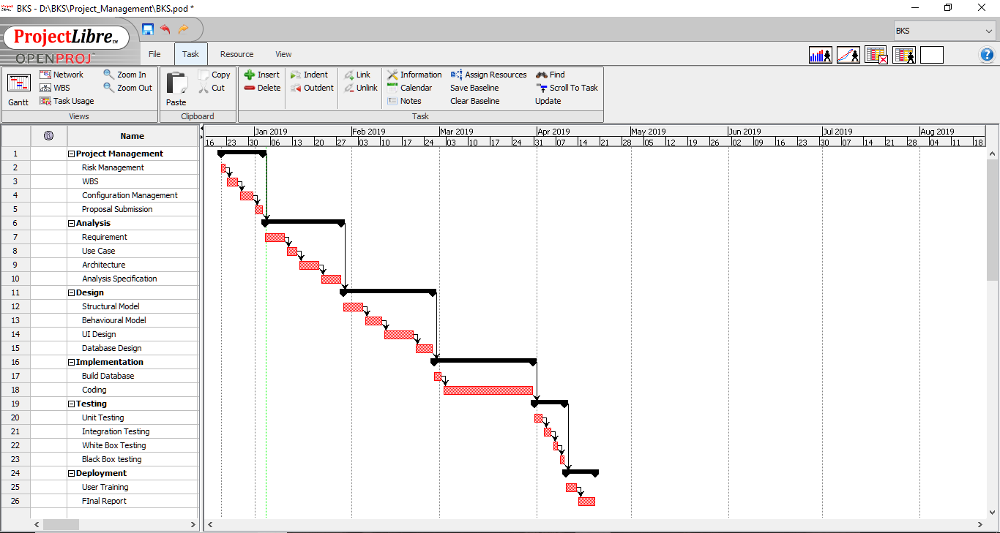 BKS - D:\BKS\Project_Management\BKS.pod *
ProjectLibre™
OPENPROJ
BKS
File Task Resource View
Gantt
Network
WBS
Task Usage
Zoom In
Zoom Out
Views
Paste
Copy
Cut
Clipboard
Insert
Delete
Indent
Outdent
Link
Unlink
Information
Calendar
Notes
Assign Resources
Save Baseline
Clear Baseline
Find
Scroll To Task
Update
Task
Name
Jan 2019 Feb 2019 Mar 2019 Apr 2019 May 2019 Jun 2019 Jul 2019 Aug 2019
16 23 30 06 13 20 27 03 10 17 24 03 10 17 24 31 07 14 21 28 05 12 19 26 02 09 16 23 30 07 14 21 28 04 11 18
1 Project Management
2 Risk Management
3 WBS
4 Configuration Management
5 Proposal Submission
6 Analysis
7 Requirement
8 Use Case
9 Architecture
10 Analysis Specification
11 Design
12 Structural Model
13 Behavioural Model
14 UI Design
15 Database Design
16 Implementation
17 Build Database
18 Coding
19 Testing
20 Unit Testing
21 Integration Testing
22 White Box Testing
23 Black Box testing
24 Deployment
25 User Training
26 FInal Report